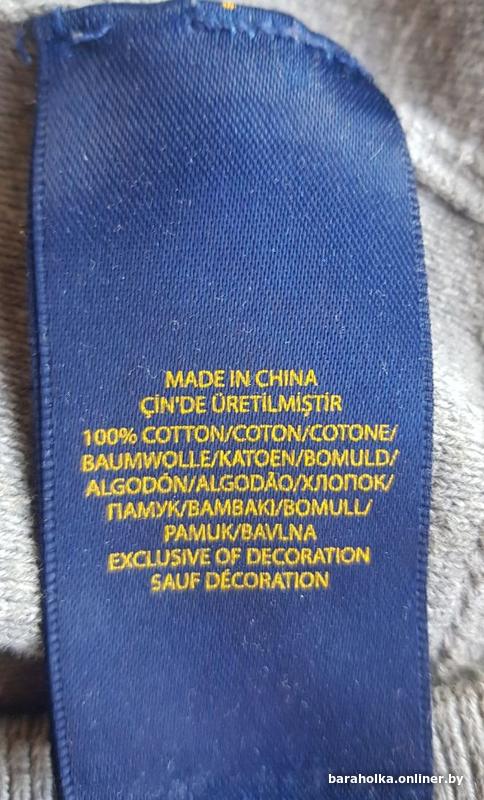 MADE IN CHINA
ÇİN'DE ÜRETİLMİŞTİR
100% COTTON/COTON/COTONE/
BAUMWOLLE/KATOEN/BOMULD/
ALGODÓN/ALGODÃO/ХЛОПОК/
ПАМУК/BAMBAKI/BOMULL/
PAMUK/BAVLNA
EXCLUSIVE OF DECORATION
SAUF DÉCORATION
baraholka.onliner.by